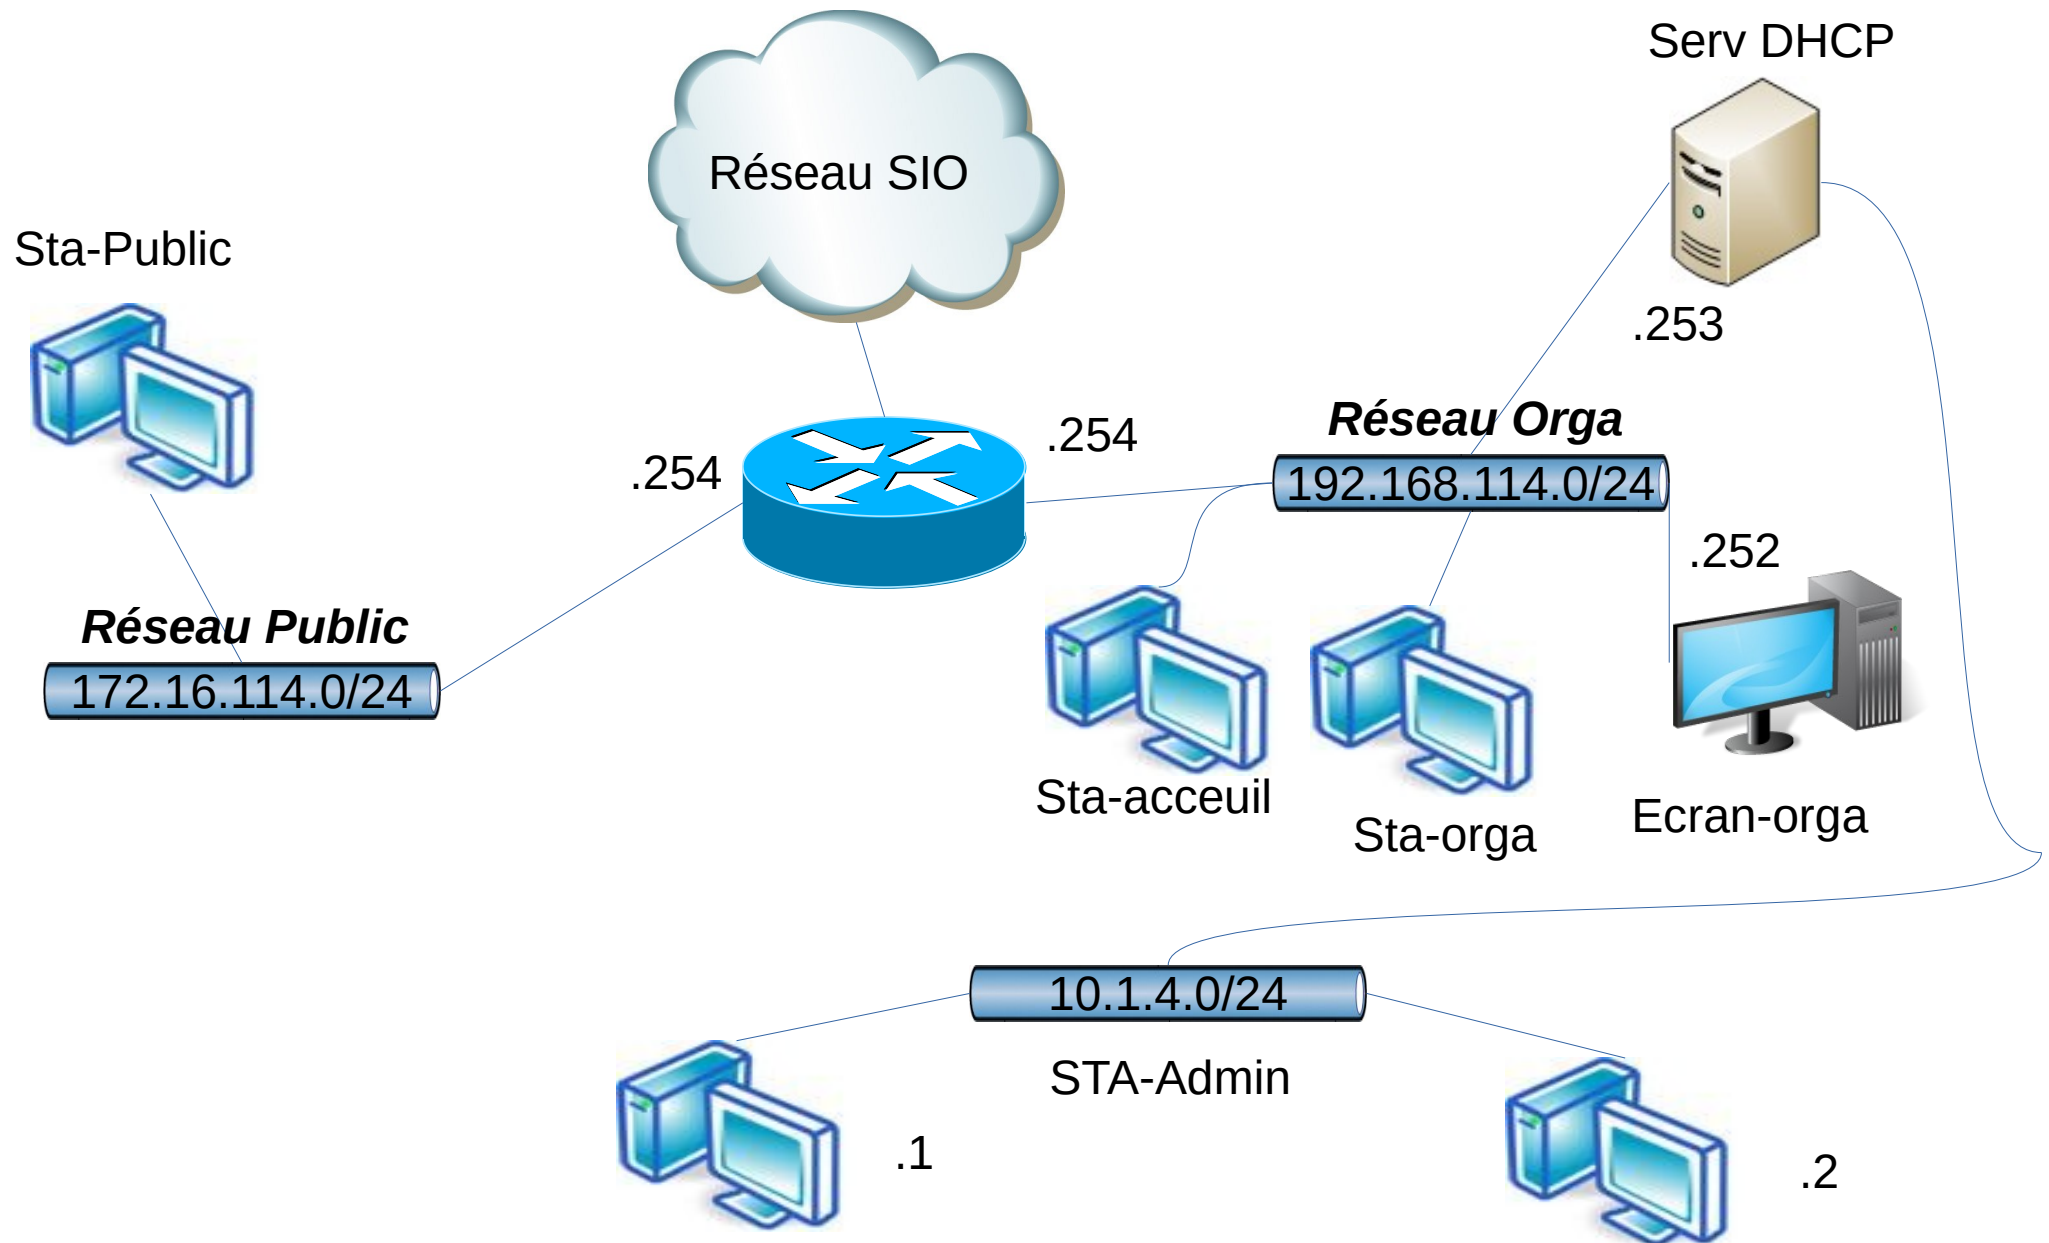 Serv DHCP
Réseau SIO
Sta-Public
.253
Réseau Orga
.254
.254
192.168.114.0/24
.252
Réseau Public
172.16.114.0/24
Sta-acceuil
Sta-orga
Ecran-orga
10.1.4.0/24
STA-Admin
.1
.2